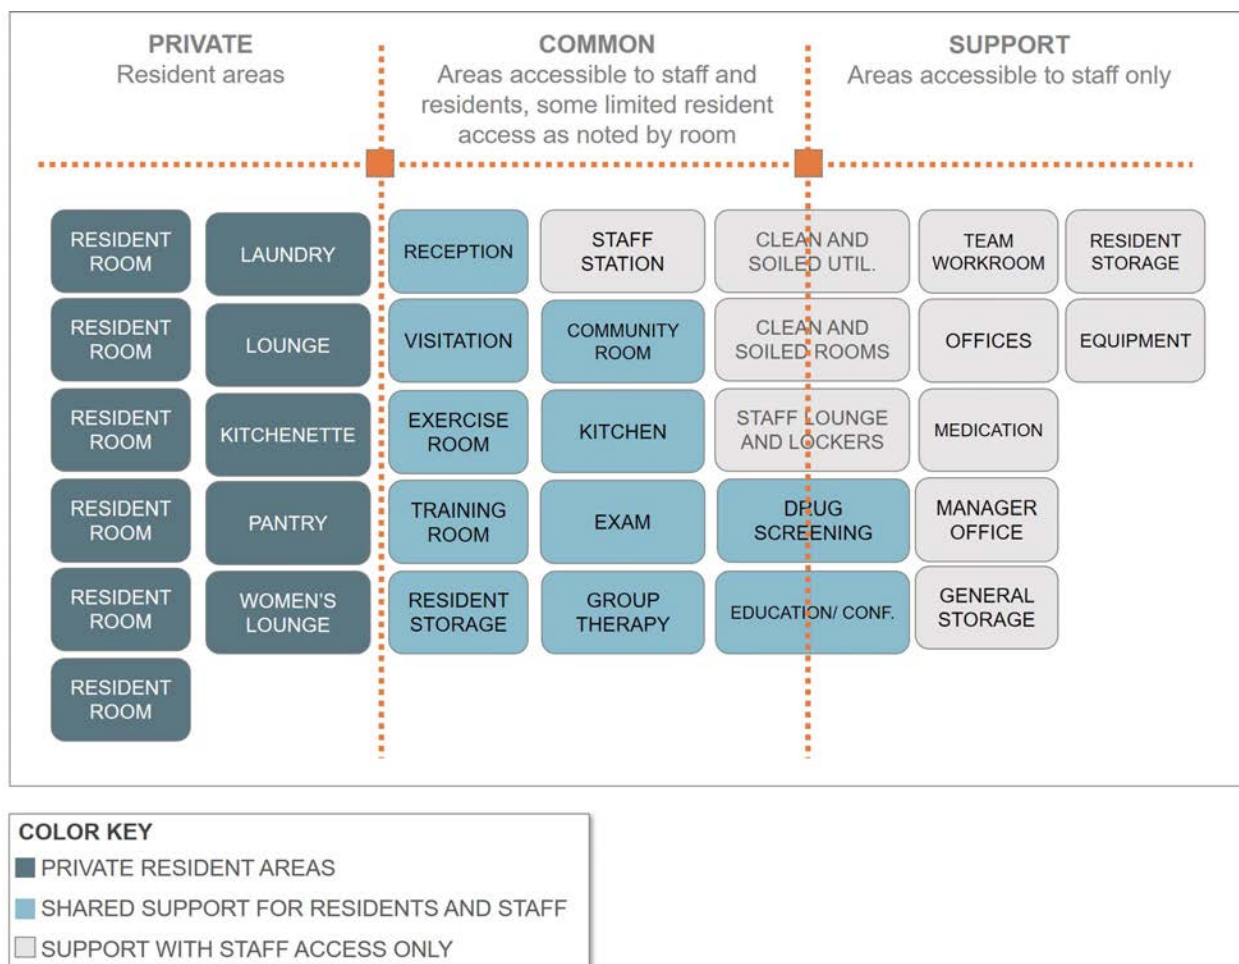 PRIVATE
Resident areas
COMMON
Areas accessible to staff and
residents, some limited resident
access as noted by room
SUPPORT
Areas accessible to staff only
RESIDENT
ROOM
LAUNDRY
RECEPTION
STAFF
STATION
CLEAN AND
SOILED UTIL.
TEAM
WORKROOM
RESIDENT
STORAGE
RESIDENT
ROOM
LOUNGE
VISITATION
COMMUNITY
ROOM
CLEAN AND
SOILED ROOMS
OFFICES
EQUIPMENT
RESIDENT
ROOM
KITCHENETTE
EXERCISE
ROOM
KITCHEN
STAFF LOUNGE
AND LOCKERS
MEDICATION
RESIDENT
ROOM
PANTRY
TRAINING
ROOM
EXAM
DRUG
SCREENING
MANAGER
OFFICE
RESIDENT
ROOM
WOMEN'S
LOUNGE
RESIDENT
STORAGE
GROUP
THERAPY
EDUCATION/ CONF.
GENERAL
STORAGE
RESIDENT
ROOM
COLOR KEY
PRIVATE RESIDENT AREAS
SHARED SUPPORT FOR RESIDENTS AND STAFF
SUPPORT WITH STAFF ACCESS ONLY